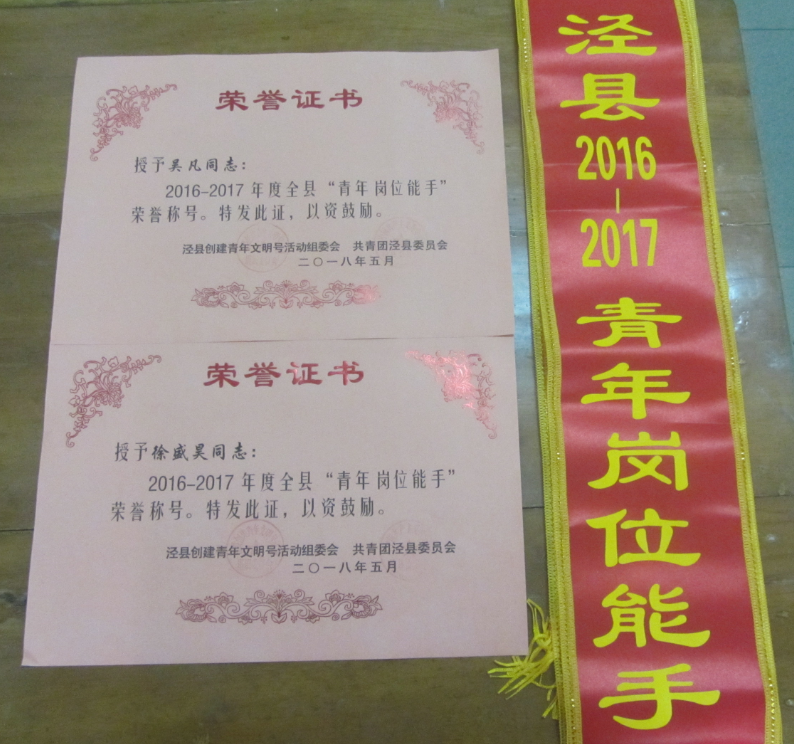 荣誉证书
授予吴凡同志：
2016-2017 年度全县“青年岗位能手”
荣誉称号。特发此证，以资鼓励。
泾县创建青年文明号活动组委会 共青团泾县委员会
二〇一八年五月
荣誉证书
授予徐盛昊同志：
2016-2017 年度全县“青年岗位能手”
荣誉称号。特发此证，以资鼓励。
泾县创建青年文明号活动组委会 共青团泾县委员会
二〇一八年五月
泾县2016-2017青年岗位能手